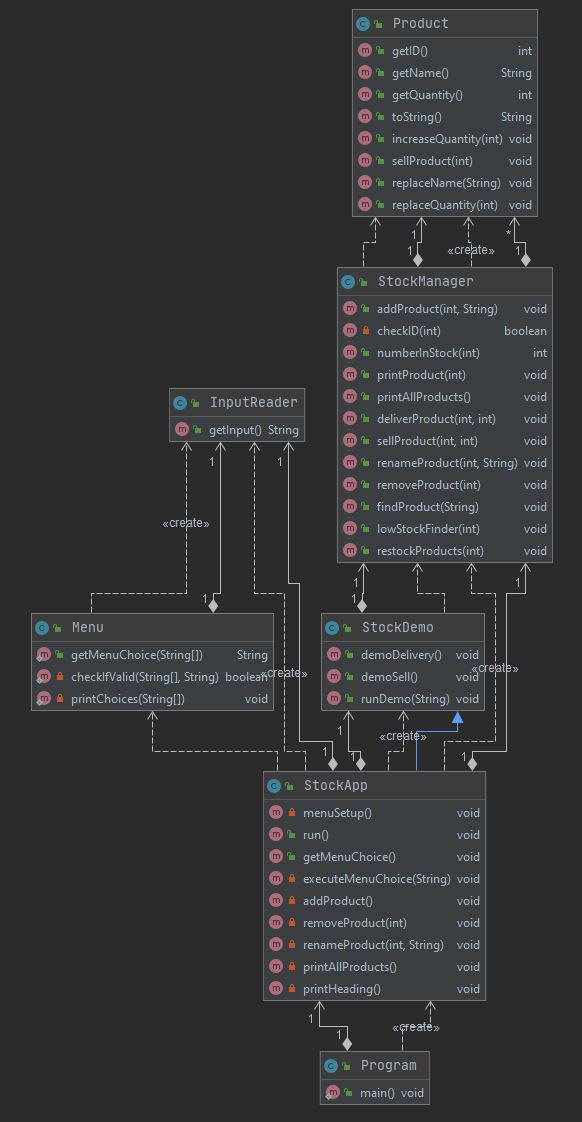 Product
getID() int
getName() String
getQuantity() int
toString() String
increaseQuantity(int) void
sellProduct(int) void
replaceName(String) void
replaceQuantity(int) void
1 *
1 «create» 1
StockManager
addProduct(int, String) void
checkID(int) boolean
numberInStock(int) int
printProduct(int) void
printAllProducts() void
deliverProduct(int, int) void
sellProduct(int, int) void
renameProduct(int, String) void
removeProduct(int) void
findProduct(String) void
lowStockFinder(int) void
restockProducts(int) void
InputReader
getInput() String
1 1
«create»
1 1
1 1 1
Menu
getMenuChoice(String[]) String
checkIfValid(String[], String) boolean
printChoices(String[]) void
«create»
StockDemo
demoDelivery() void
demoSell() void
runDemo(String) void
«create»
1 «create»
1 1 1
StockApp
menuSetup() void
run() void
getMenuChoice() void
executeMenuChoice(String) void
addProduct() void
removeProduct(int) void
renameProduct(int, String) void
printAllProducts() void
printHeading() void
1 «create»
1
Program
main() void